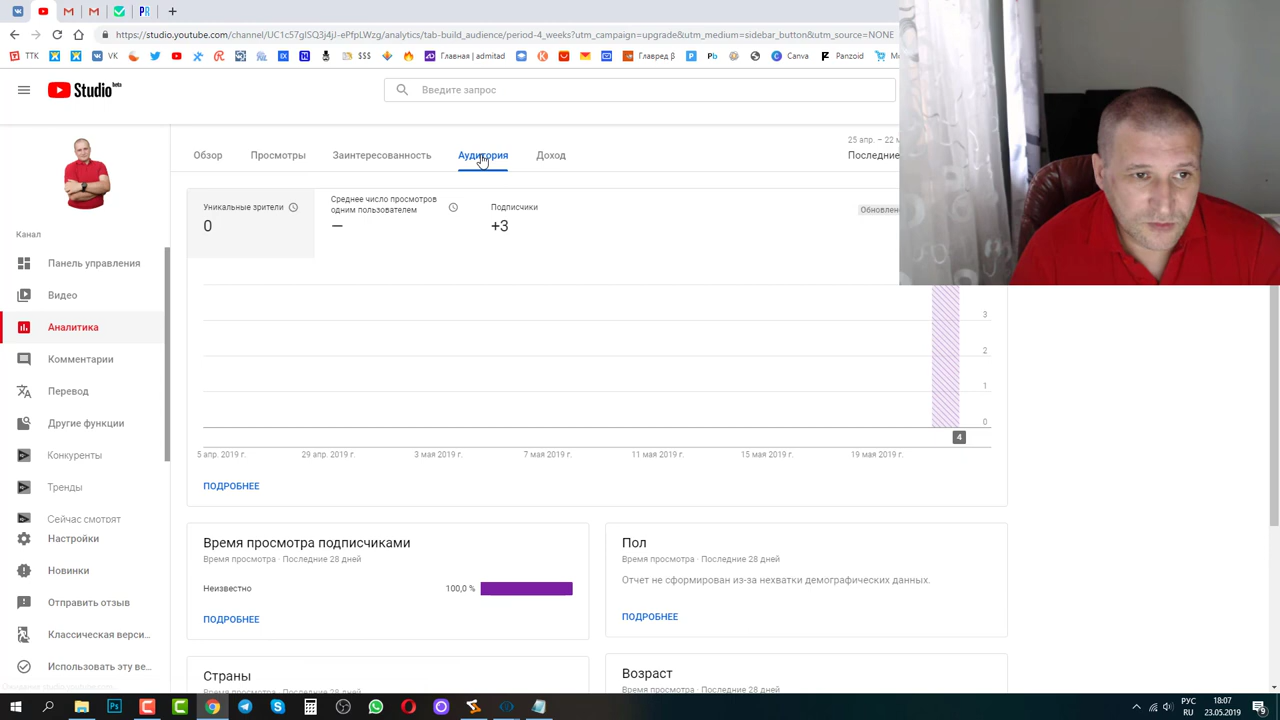 https://studio.youtube.com/channel/UC1c57glSQ3j4jI-ePfpLWzg/analytics/tab-build_audience/period-4_weeks?utm_campaign=upgrade&utm_medium=sidebar_button&utm_source=NONE
ТТК
$$$
Главная | admitad
Главред β
Canva
Panzoid
Studio beta
Введите запрос
Обзор
Просмотры
Заинтересованность
Аудитория
Доход
25 апр. – 22 м
Последние
Уникальные зрители
0
Среднее число просмотров
одним пользователем
—
Подписчики
+3
Обновлен
3
2
1
0
4
5 апр. 2019 г.
29 апр. 2019 г.
3 мая 2019 г.
7 мая 2019 г.
11 мая 2019 г.
15 мая 2019 г.
19 мая 2019 г.
ПОДРОБНЕЕ
Канал
Панель управления
Видео
Аналитика
Комментарии
Перевод
Другие функции
Конкуренты
Тренды
Сейчас смотрят
Настройки
Новинки
Отправить отзыв
Классическая верси...
Использовать эту ве...
Время просмотра подписчиками
Время просмотра · Последние 28 дней
Неизвестно
100,0 %
ПОДРОБНЕЕ
Пол
Время просмотра · Последние 28 дней
Отчет не сформирован из-за нехватки демографических данных.
ПОДРОБНЕЕ
Страны
Время просмотра · Последние 28 дней
Возраст
Время просмотра · Последние 28 дней
РУС
RU
18:07
23.05.2019